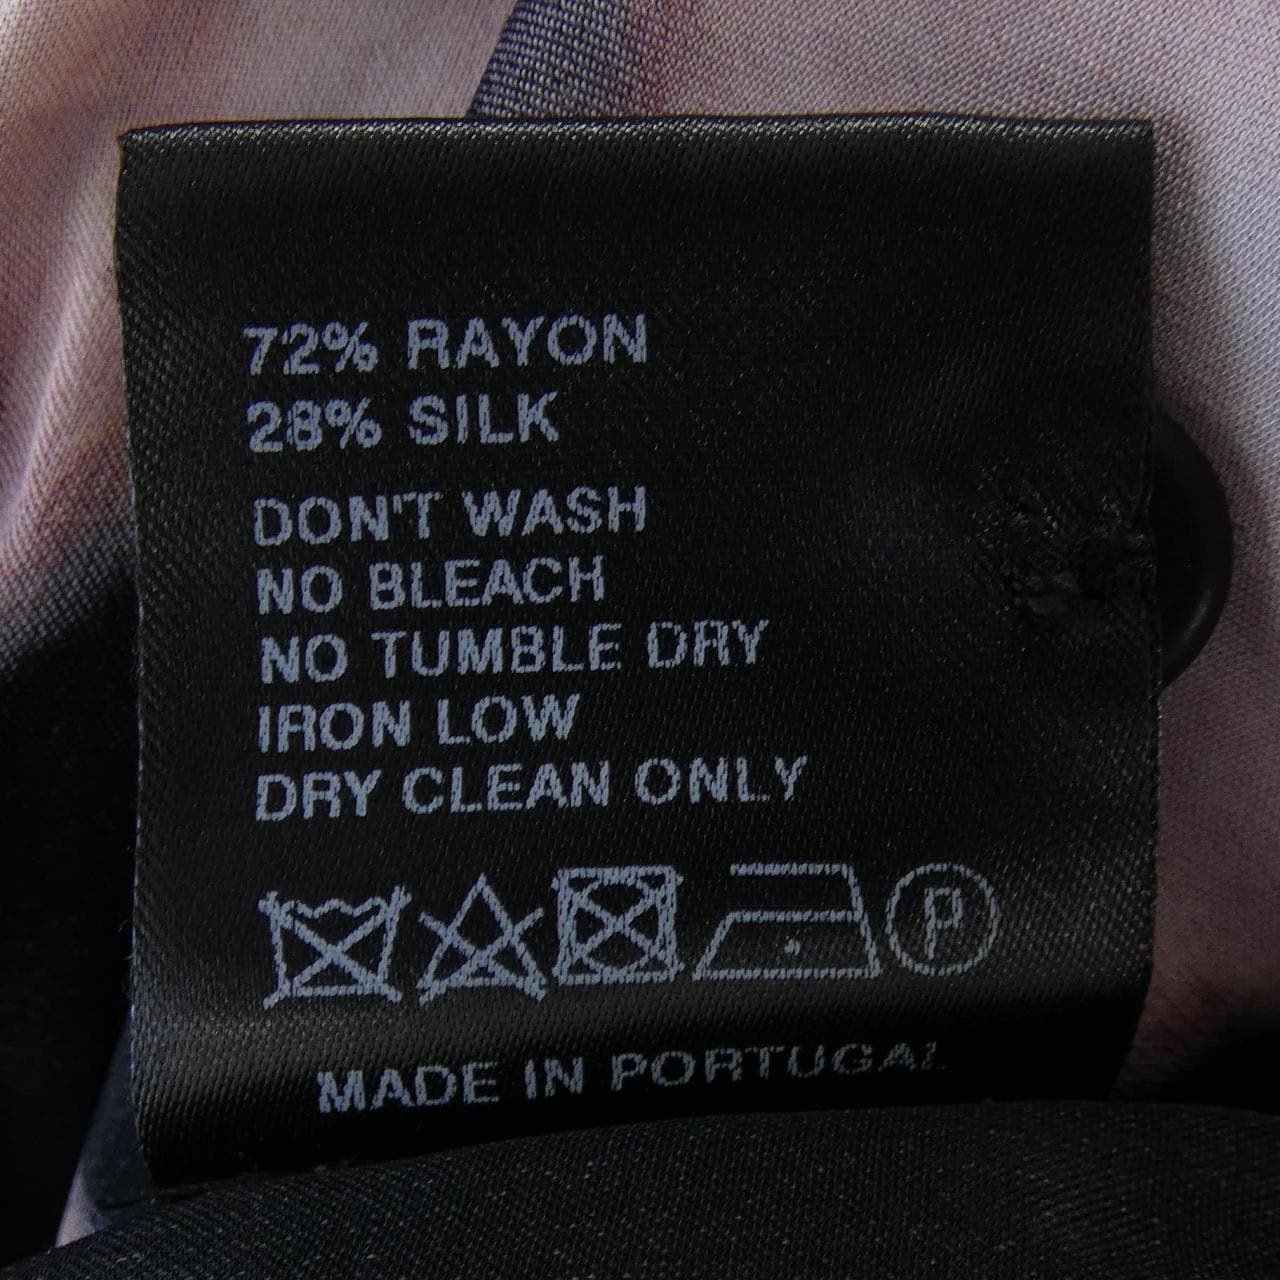 72% RAYON
28% SILK
DON'T WASH
NO BLEACH
NO TUMBLE DRY
IRON LOW
DRY CLEAN ONLY
P
MADE IN PORTUGAL